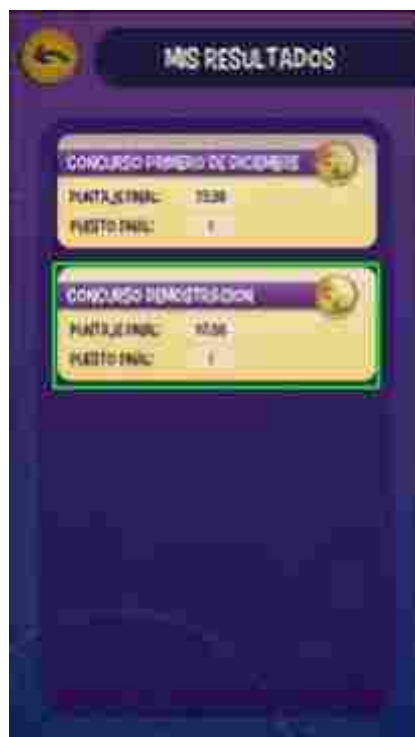 MIS RESULTADOS
CONCURSO PRIMERO DE DICIEMBRE
PUNTAJE FINAL:
PUESTO FINAL: 1
CONCURSO DEMOSTRACION
PUNTAJE FINAL:
PUESTO FINAL: 1